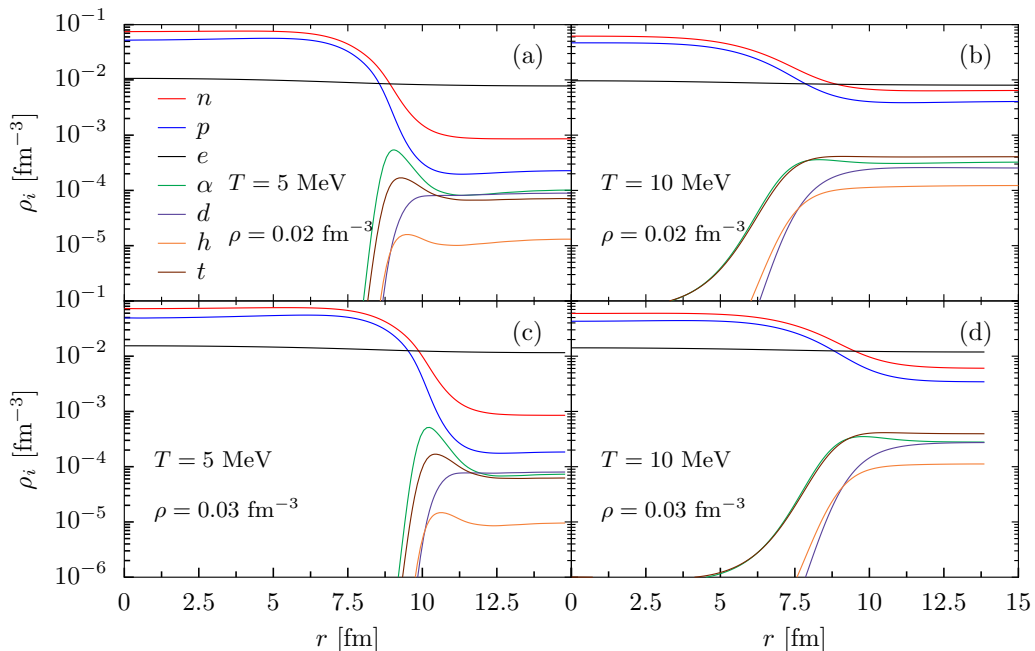 10⁻¹
10⁻²
10⁻³
10⁻⁴
10⁻⁵
10⁻¹
ρᵢ [fm⁻³]
(a)
n
p
e
α
d
h
t
T = 5 MeV
ρ = 0.02 fm⁻³
(b)
T = 10 MeV
ρ = 0.02 fm⁻³
10⁻²
10⁻³
10⁻⁴
10⁻⁵
10⁻⁶
ρᵢ [fm⁻³]
(c)
T = 5 MeV
ρ = 0.03 fm⁻³
(d)
T = 10 MeV
ρ = 0.03 fm⁻³
0 2.5 5 7.5 10 12.5 0 2.5 5 7.5 10 12.5 15
r [fm] r [fm]